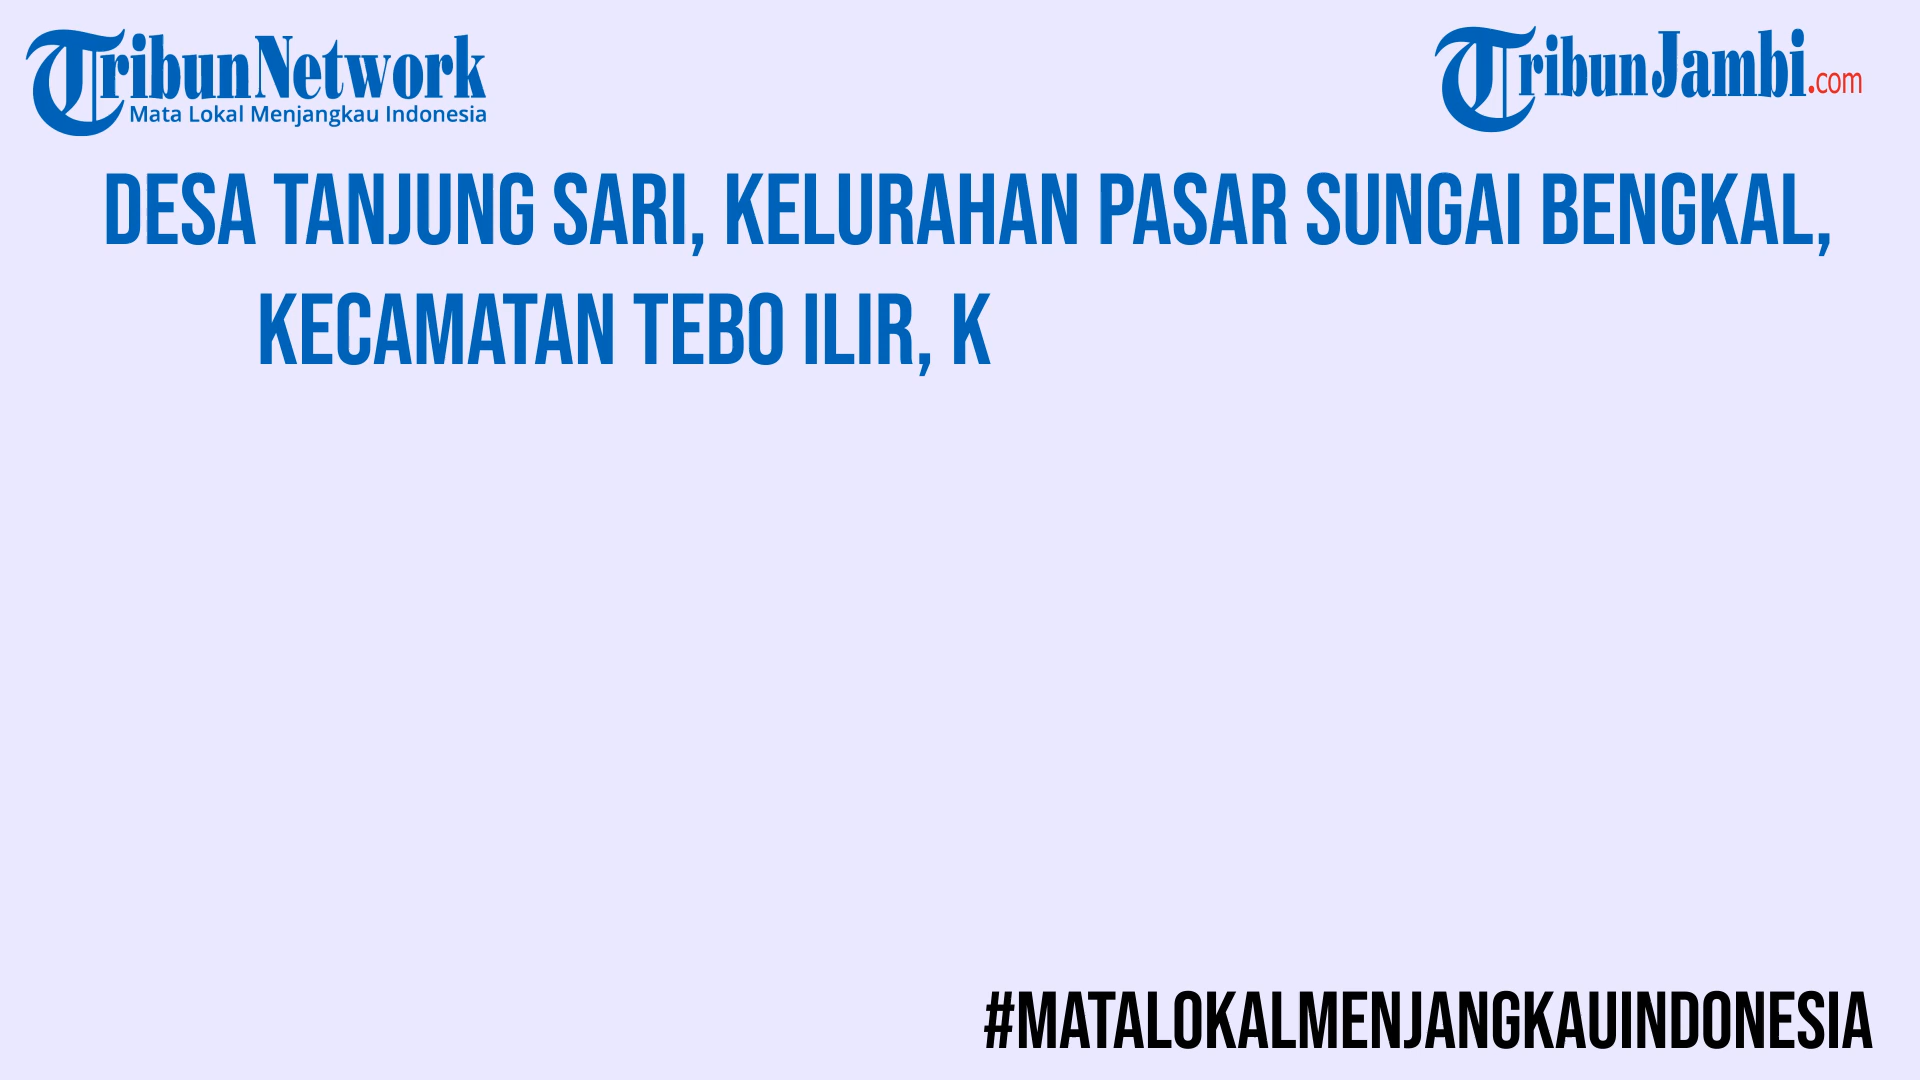 TribunNetwork
Mata Lokal Menjangkau Indonesia
TribunJambi.com
DESA TANJUNG SARI, KELURAHAN PASAR SUNGAI BENGKAL,
KECAMATAN TEBO ILIR, K
#MATALOKALMENJANGKAUINDONESIA